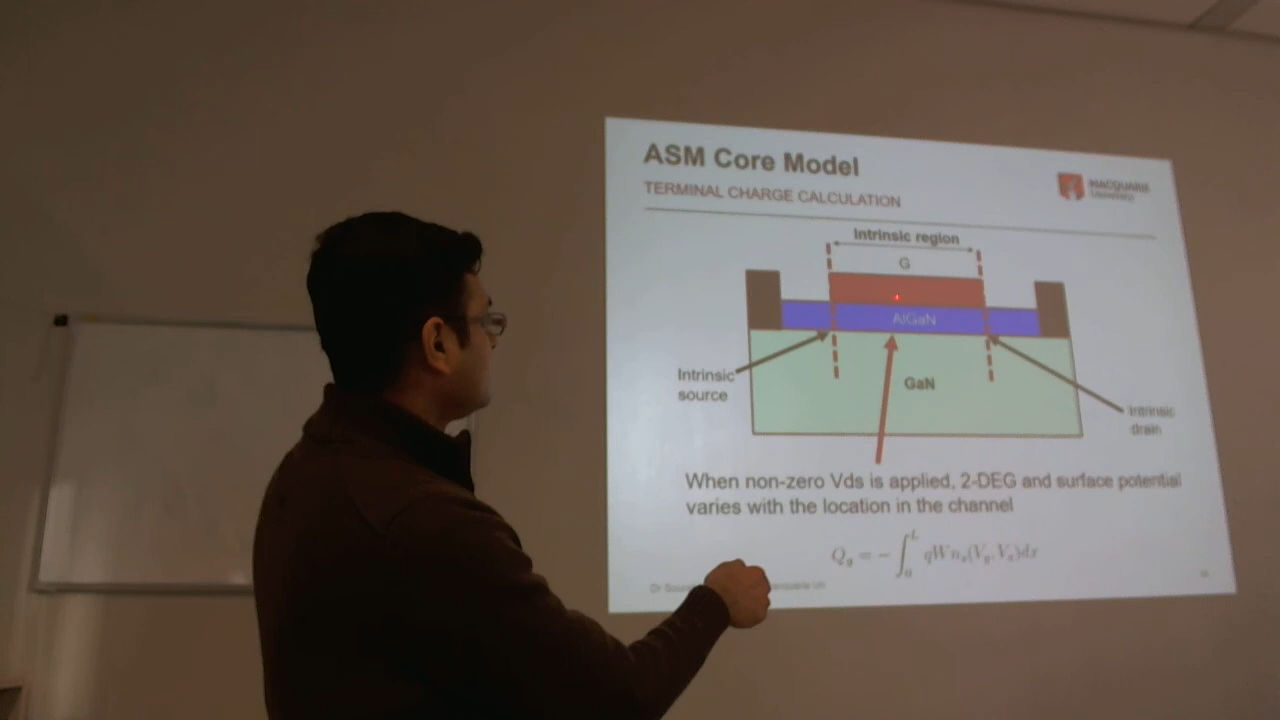 ASM Core Model
TERMINAL CHARGE CALCULATION
MACQUARIE
University
Intrinsic region
G
AlGaN
GaN
Intrinsic
source
Intrinsic
drain
When non-zero Vds is applied, 2-DEG and surface potential
varies with the location in the channel
Q_g = − ∫_0^L qWn_s(V_g, V_x)dx
Dr